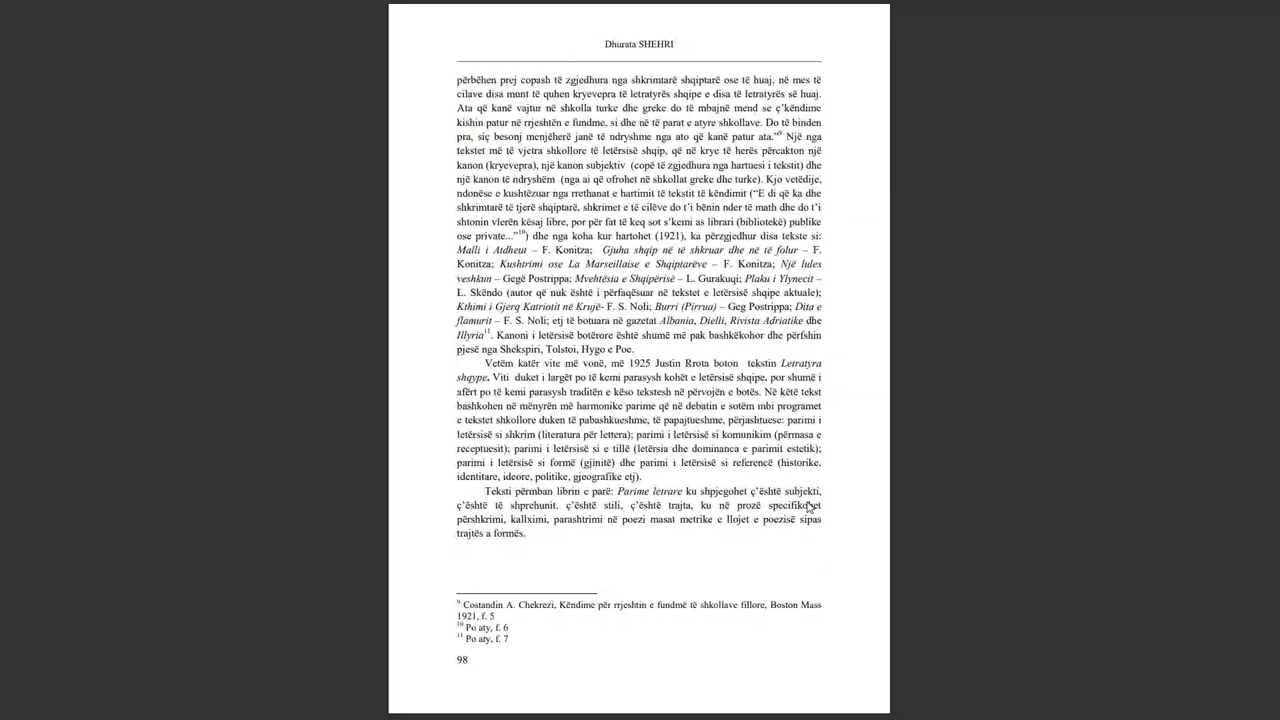 Dhurata SHEHRI
përbëhen prej copash të zgjedhura nga shkrimtarë shqiptarë ose të huaj, në mes të
cilave disa munt të quhen kryevepra të letratyrës shqipe e disa të letratyrës së huaj.
Ata që kanë vajtur në shkolla turke dhe greke do të mbajnë mend se ç’këndime
kishin patur në rrjeshtën e fundme, si dhe në të parat e atyre shkollave. Do të binden
pra, siç besonj menjëherë janë të ndryshme nga ato që kanë patur ata.”9 Një nga
tekstet më të vjetra shkollore të letërsisë shqip, që në krye të herës përcakton një
kanon (kryevepra), një kanon subjektiv (copë të zgjedhura nga hartuesi i tekstit) dhe
një kanon të ndryshëm (nga ai që ofrohet në shkollat greke dhe turke). Kjo vetëdije,
ndonëse e kushtëzuar nga rrethanat e hartimit të tekstit të këndimit (“E di që ka dhe
shkrimtarë të tjerë shqiptarë, shkrimet e të cilëve do t’i bënin nder të math dhe do t’i
shtonin vlerën kësaj libre, por për fat të keq sot s’kemi as librari (bibliotekë) publike
ose private...”10) dhe nga koha kur hartohet (1921), ka përzgjedhur disa tekste si:
Malli i Atdheut – F. Konitza; Gjuha shqip në të shkruar dhe në të folur – F.
Konitza; Kushtrimi ose La Marseillaise e Shqiptarëve – F. Konitza; Një lules
veshkun – Gegë Postrippa; Mvehtësia e Shqipërisë – L. Gurakuqi; Plaku i Ylynecit –
L. Skëndo (autor që nuk është i përfaqësuar në tekstet e letërsisë shqipe aktuale);
Kthimi i Gjerq Katriotit në Krujë- F. S. Noli; Burri (Pirrua) – Geg Postrippa; Dita e
flamurit – F. S. Noli; etj të botuara në gazetat Albania, Dielli, Rivista Adriatike dhe
Illyria11. Kanoni i letërsisë botërore është shumë më pak bashkëkohor dhe përfshin
pjesë nga Shekspiri, Tolstoi, Hygo e Poe.
Vetëm katër vite më vonë, më 1925 Justin Rrota boton tekstin Letratyra
shqype. Viti duket i largët po të kemi parasysh kohët e letërsisë shqipe, por shumë i
afërt po të kemi parasysh traditën e këso tekstesh në përvojën e botës. Në këtë tekst
bashkohen në mënyrën më harmonike parime që në debatin e sotëm mbi programet
e tekstet shkollore duken të pabashkueshme, të papajtueshme, përjashtuese: parimi i
letërsisë si shkrim (literatura për lettera); parimi i letërsisë si komunikim (përmasa e
receptuesit); parimi i letërsisë si e tillë (letërsia dhe dominanca e parimit estetik);
parimi i letërsisë si formë (gjinitë) dhe parimi i letërsisë si referencë (historike,
identitare, ideore, politike, gjeografike etj).
Teksti përmban librin e parë: Parime letrare ku shpjegohet ç’është subjekti,
ç’është të shprehunit, ç’është stili, ç’është trajta, ku në prozë specifikohet
përshkrimi, kallximi, parashtrimi në poezi masat metrike e llojet e poezisë sipas
trajtës a formës.
9 Costandin A. Chekrezi, Këndime për rrjeshtin e fundmë të shkollave fillore, Boston Mass
1921, f. 5
10 Po aty, f. 6
11 Po aty, f. 7
98